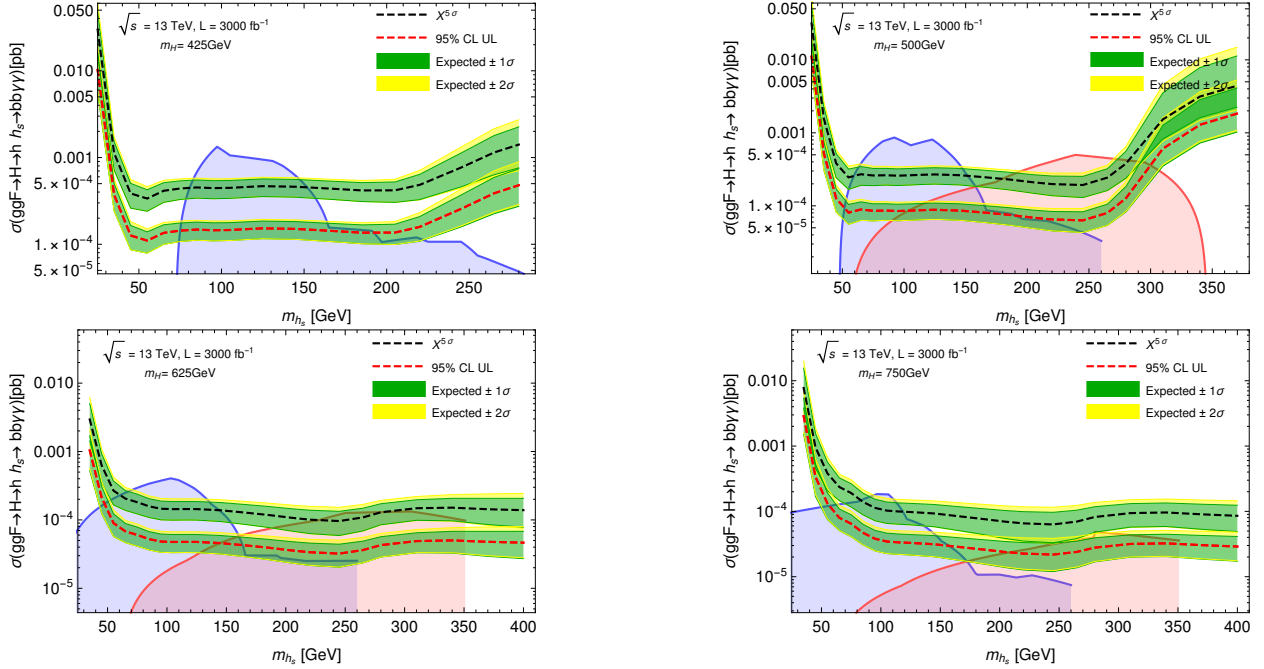 √s = 13 TeV, L = 3000 fb⁻¹
m_H = 425GeV
X^5σ
95% CL UL
Expected ± 1σ
Expected ± 2σ
σ(ggF→H→h h_s→bbγγ)[pb]
0.050
0.010
0.005
0.001
5. × 10⁻⁴
1. × 10⁻⁴
5. × 10⁻⁵
50 100 150 200 250
m_h_s [GeV]
√s = 13 TeV, L = 3000 fb⁻¹
m_H = 500GeV
X^5σ
95% CL UL
Expected ± 1σ
Expected ± 2σ
σ(ggF→H→h h_s→ bbγγ)[pb]
0.050
0.010
0.005
0.001
5. × 10⁻⁴
1. × 10⁻⁴
5. × 10⁻⁵
50 100 150 200 250 300 350
m_h_s [GeV]
√s = 13 TeV, L = 3000 fb⁻¹
m_H = 625GeV
X^5σ
95% CL UL
Expected ± 1σ
Expected ± 2σ
σ(ggF→H→h h_s→ bbγγ)[pb]
0.010
0.001
10⁻⁴
10⁻⁵
50 100 150 200 250 300 350 400
m_h_s [GeV]
√s = 13 TeV, L = 3000 fb⁻¹
m_H = 750GeV
X^5σ
95% CL UL
Expected ± 1σ
Expected ± 2σ
σ(ggF→H→h h_s→ bbγγ)[pb]
0.010
0.001
10⁻⁴
10⁻⁵
50 100 150 200 250 300 350 400
m_h_s [GeV]